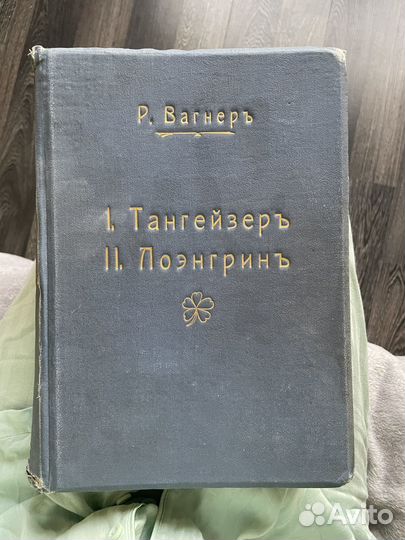 Р. Вагнеръ
I. Тангейзеръ
II. Лоэнгринъ
Avito